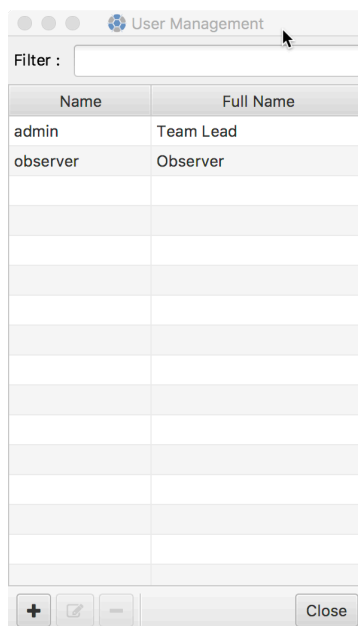 User Management
Filter :
Name Full Name
admin Team Lead
observer Observer
Close